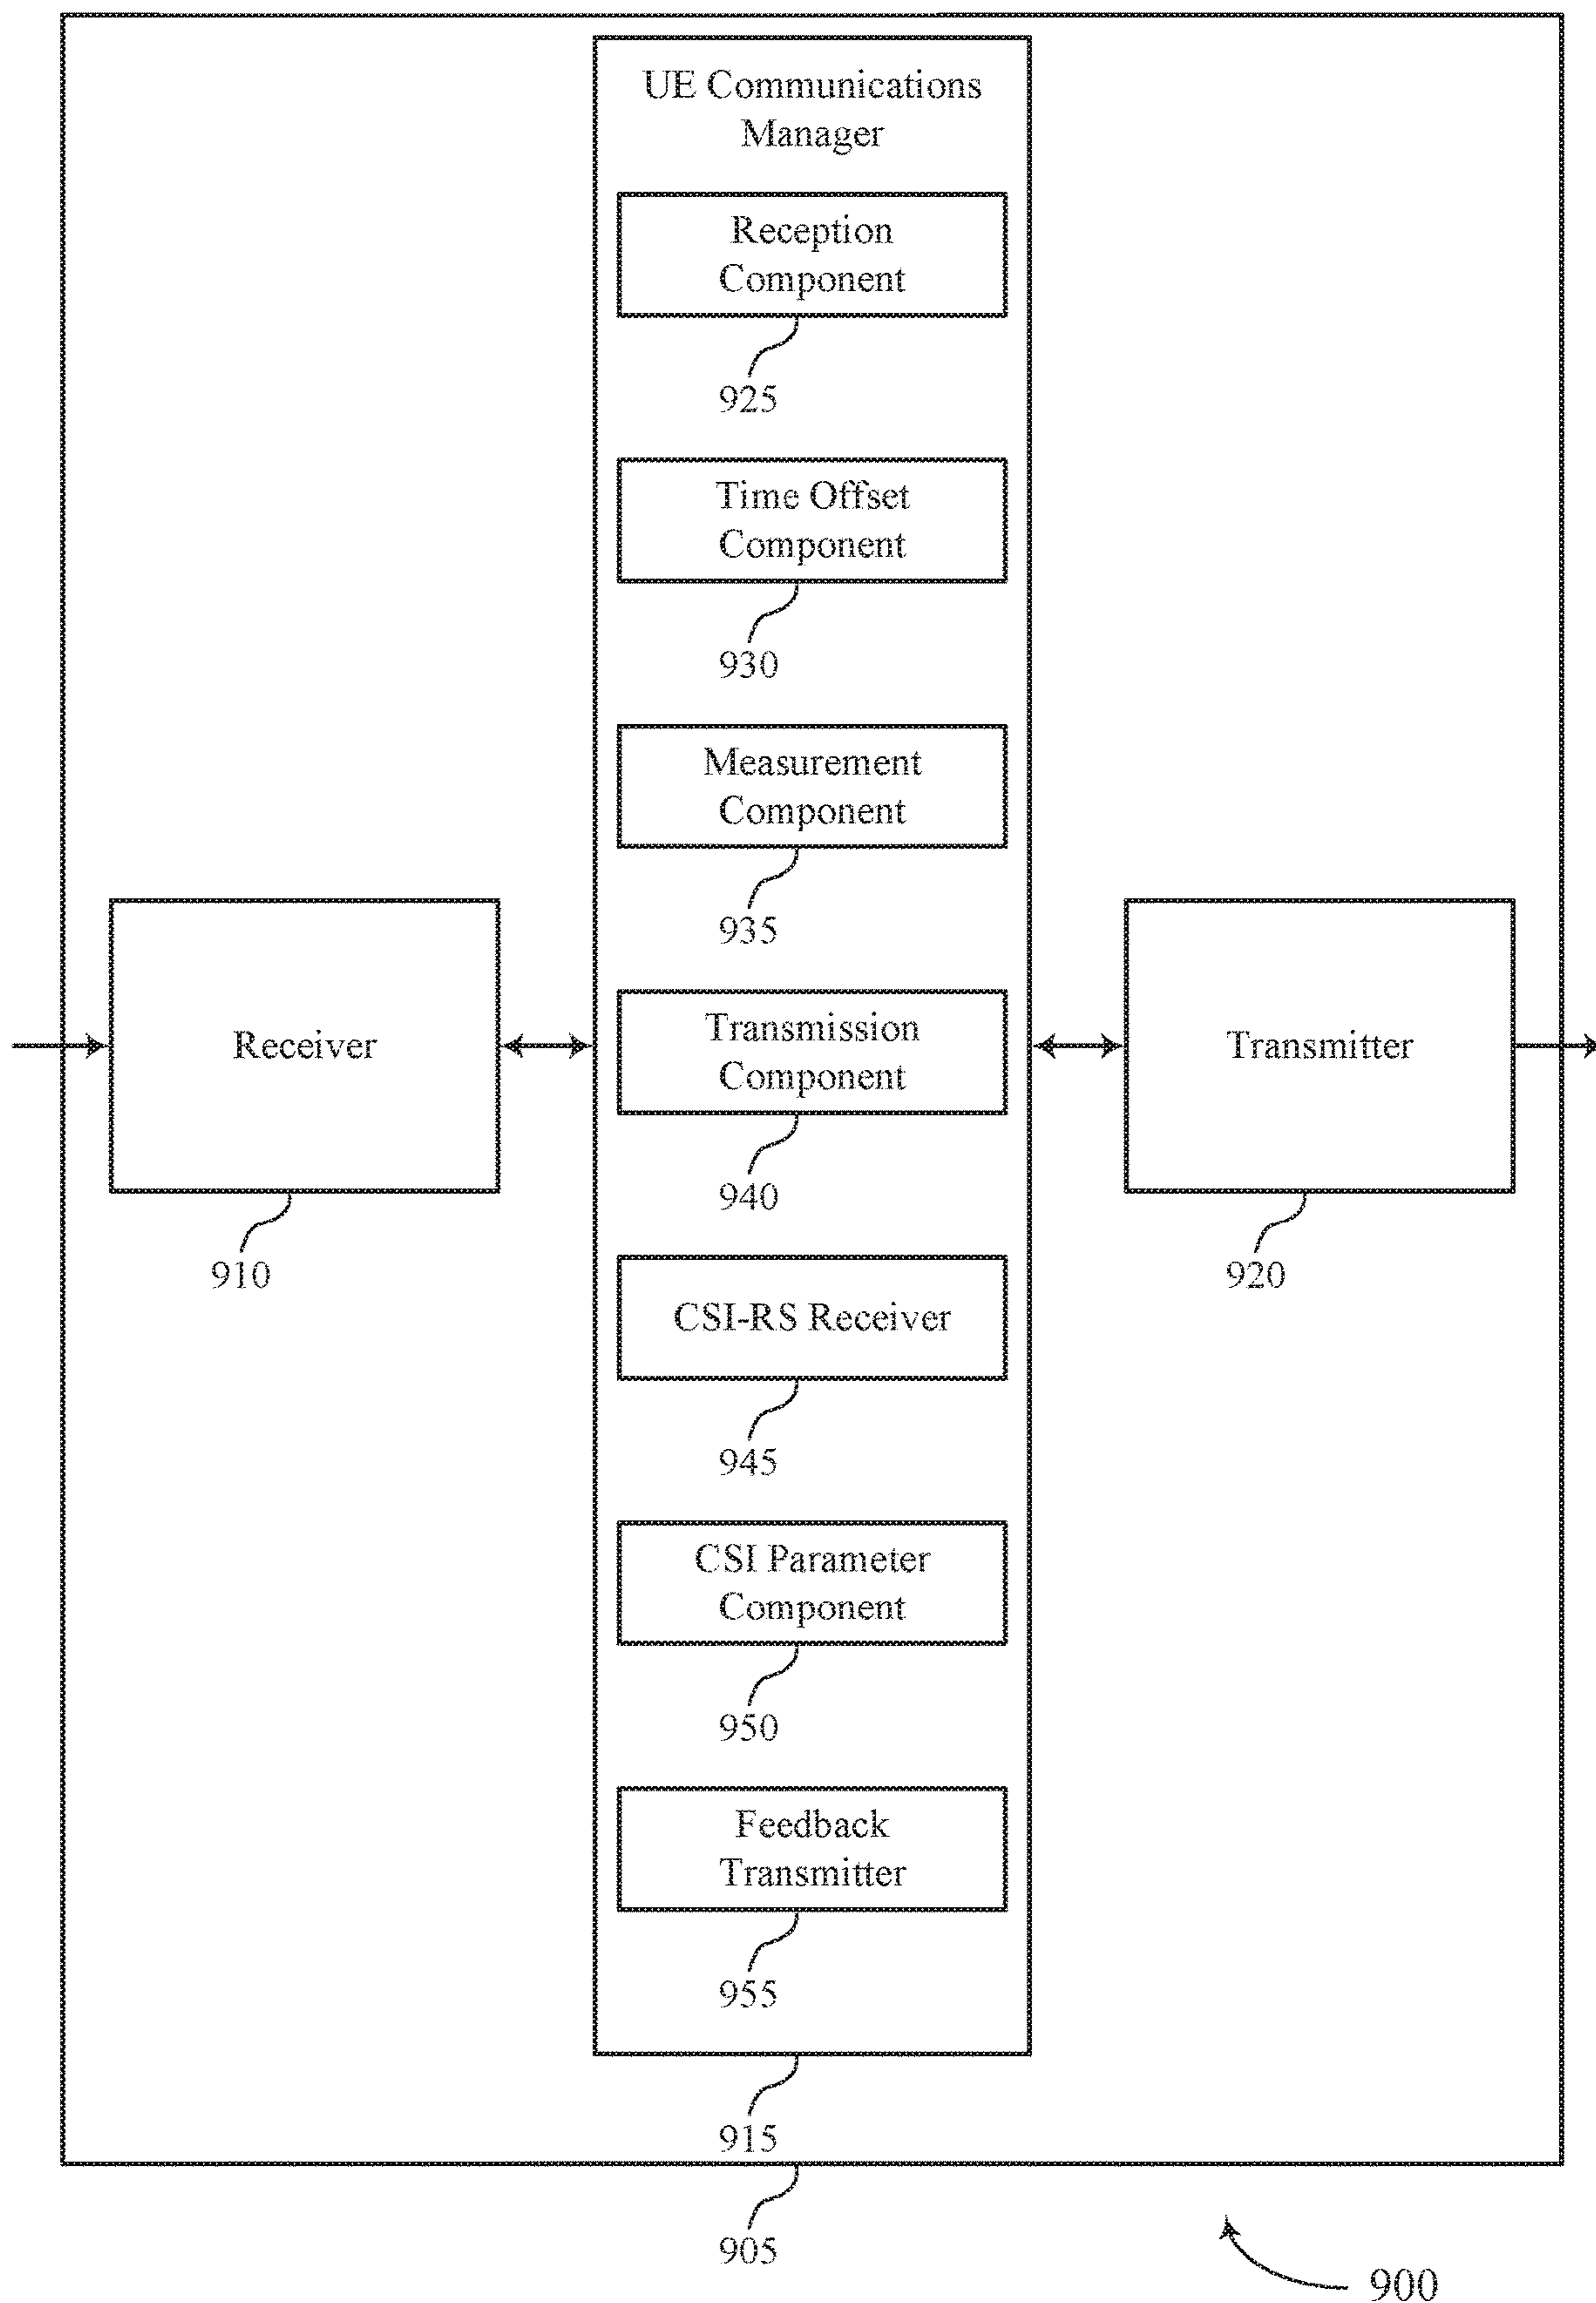 UE Communications
Manager
Reception
Component
925
Time Offset
Component
930
Measurement
Component
935
Receiver
910
Transmission
Component
940
Transmitter
920
CSI-RS Receiver
945
CSI Parameter
Component
950
Feedback
Transmitter
955
915
905
900